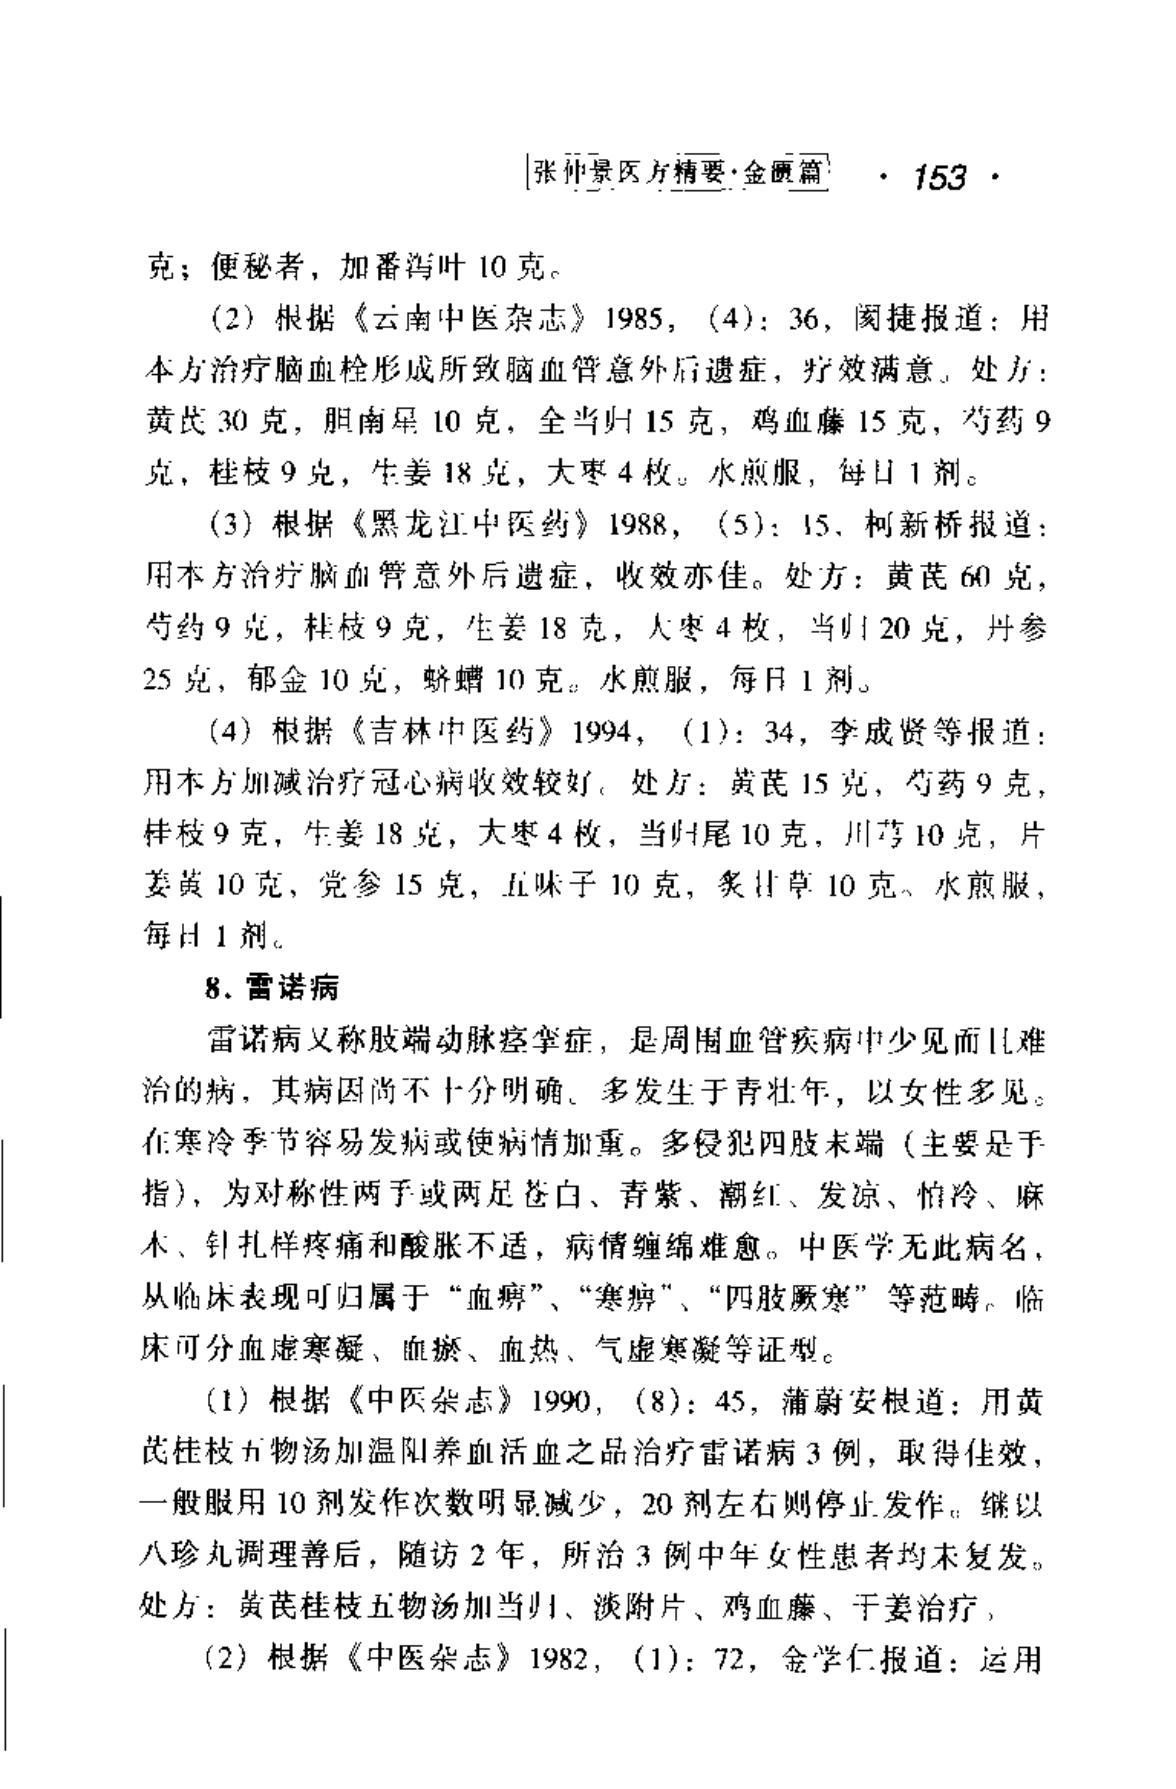 张仲景医方精要·金匮篇 · 153 ·
克；便秘者，加番泻叶 10 克。
（2）根据《云南中医杂志》1985，（4）：36，阂捷报道：用
本方治疗脑血栓形成所致脑血管意外后遗症，疗效满意。处方：
黄芪 30 克，胆南星 10 克，全当归 15 克，鸡血藤 15 克，芍药 9
克，桂枝 9 克，生姜 18 克，大枣 4 枚。水煎服，每日 1 剂。
（3）根据《黑龙江中医药》1988，（5）：15，柯新桥报道：
用本方治疗脑血管意外后遗症，收效亦佳。处方：黄芪 60 克，
芍药 9 克，桂枝 9 克，生姜 18 克，大枣 4 枚，当归 20 克，丹参
25 克，郁金 10 克，蛴螬 10 克。水煎服，每日 1 剂。
（4）根据《吉林中医药》1994，（1）：34，李成贤等报道：
用本方加减治疗冠心病收效较好。处方：黄芪 15 克，芍药 9 克，
桂枝 9 克，生姜 18 克，大枣 4 枚，当归尾 10 克，川芎 10 克，片
姜黄 10 克，党参 15 克，五味子 10 克，炙甘草 10 克。水煎服，
每日 1 剂。
8. 雷诺病
雷诺病又称肢端动脉痉挛症，是周围血管疾病中少见而且难
治的病，其病因尚不十分明确。多发生于青壮年，以女性多见。
在寒冷季节容易发病或使病情加重。多侵犯四肢末端（主要是手
指），为对称性两手或两足苍白、青紫、潮红、发凉、怕冷、麻
木、针扎样疼痛和酸胀不适，病情缠绵难愈。中医学无此病名，
从临床表现可归属于“血痹”、“寒痹”、“四肢厥寒”等范畴。临
床可分血虚寒凝、血瘀、血热、气虚寒凝等证型。
（1）根据《中医杂志》1990，（8）：45，蒲蔚安根道：用黄
芪桂枝五物汤加温阳养血活血之品治疗雷诺病 3 例，取得佳效，
一般服用 10 剂发作次数明显减少，20 剂左右则停止发作。继以
八珍丸调理善后，随访 2 年，所治 3 例中年女性患者均未复发。
处方：黄芪桂枝五物汤加当归、淡附片、鸡血藤、干姜治疗。
（2）根据《中医杂志》1982，（1）：72，金学仁报道：运用